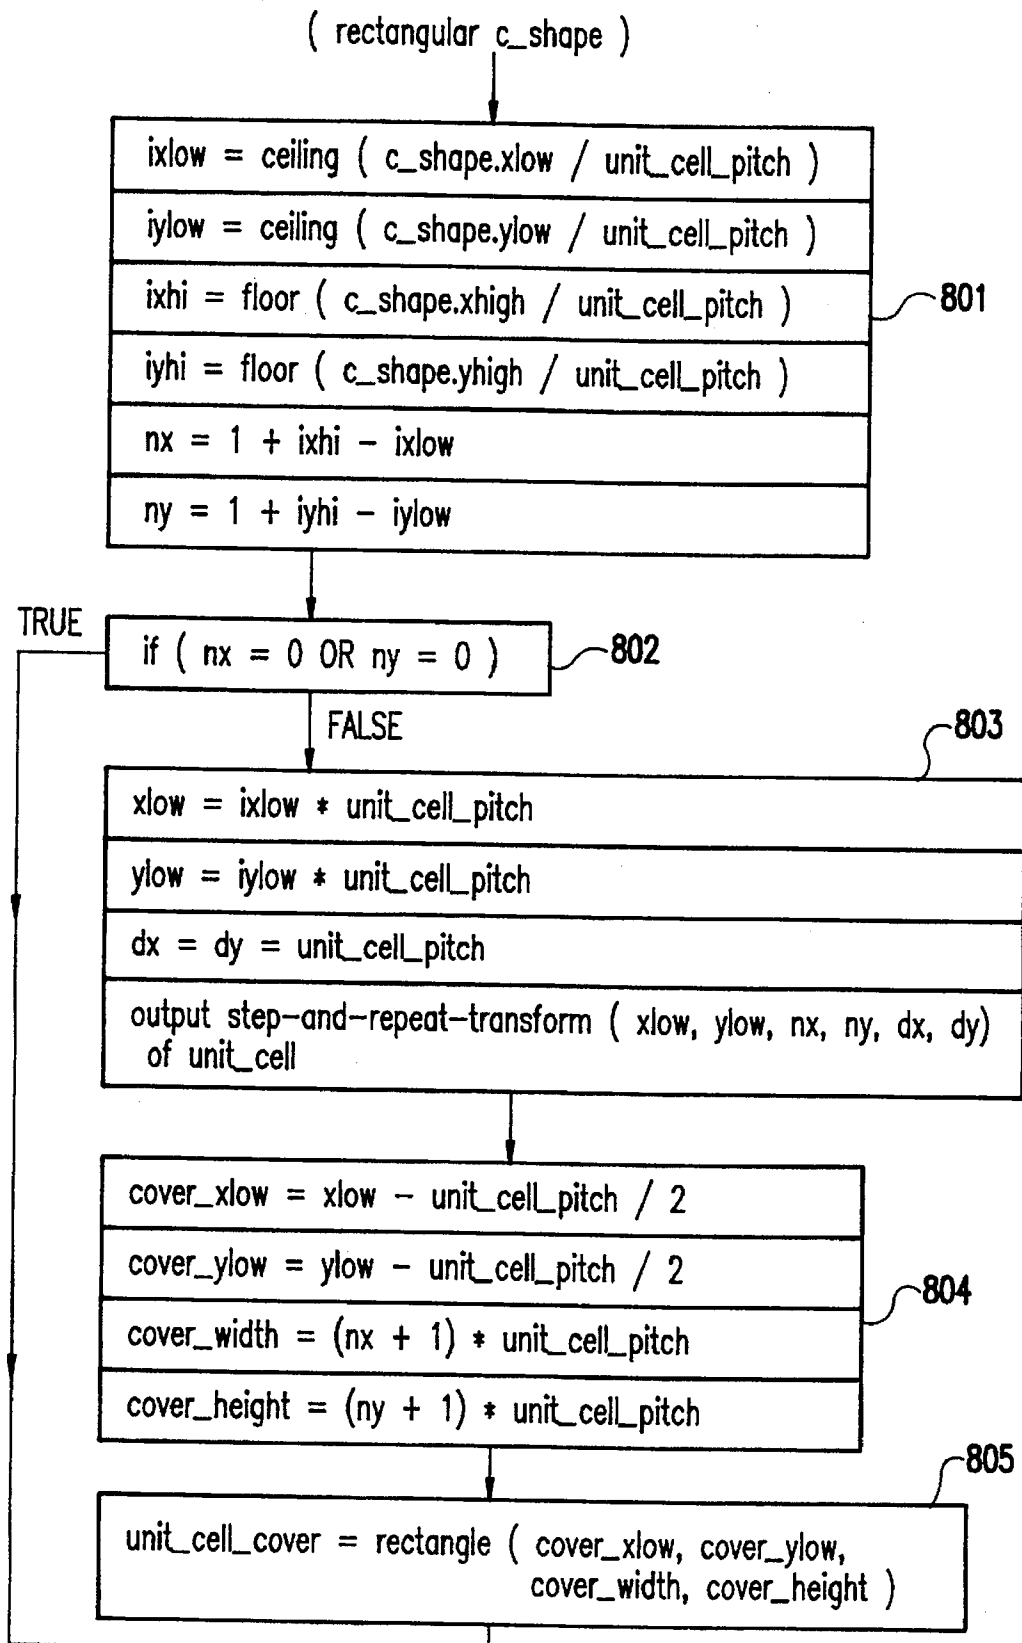 ( rectangular c_shape )
ixlow = ceiling ( c_shape.xlow / unit_cell_pitch )
iylow = ceiling ( c_shape.ylow / unit_cell_pitch )
ixhi = floor ( c_shape.xhigh / unit_cell_pitch )
801
iyhi = floor ( c_shape.yhigh / unit_cell_pitch )
nx = 1 + ixhi - ixlow
ny = 1 + iyhi - iylow
TRUE
if ( nx = 0 OR ny = 0 )
802
FALSE
803
xlow = ixlow * unit_cell_pitch
ylow = iylow * unit_cell_pitch
dx = dy = unit_cell_pitch
output step-and-repeat-transform ( xlow, ylow, nx, ny, dx, dy)
of unit_cell
cover_xlow = xlow - unit_cell_pitch / 2
cover_ylow = ylow - unit_cell_pitch / 2
804
cover_width = (nx + 1) * unit_cell_pitch
cover_height = (ny + 1) * unit_cell_pitch
805
unit_cell_cover = rectangle ( cover_xlow, cover_ylow,
cover_width, cover_height )